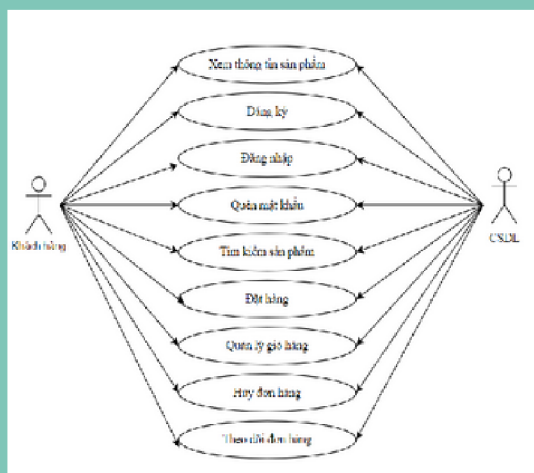 Xem thông tin sản phẩm
Đăng ký
Đăng nhập
Quên mật khẩu
Khách hàng
CSDL
Tìm kiếm sản phẩm
Đặt hàng
Quản lý giỏ hàng
Hủy đơn hàng
Theo dõi đơn hàng